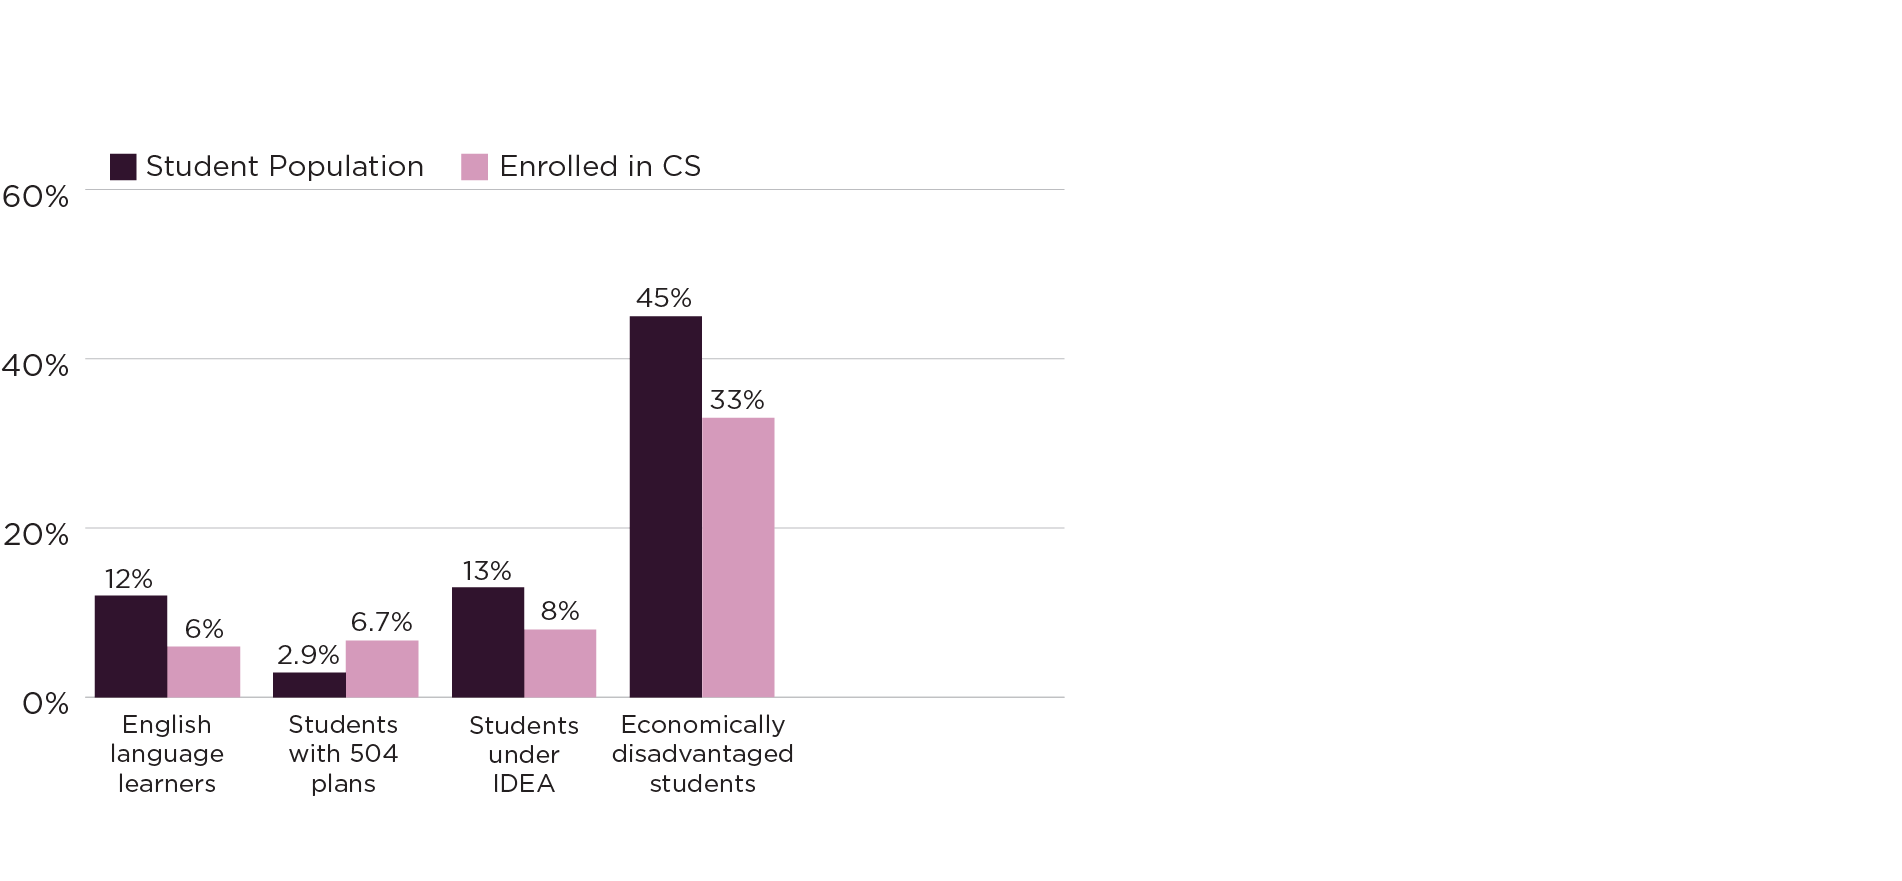 Student Population
Enrolled in CS
60%
40%
20%
0%
12%
6%
2.9%
6.7%
13%
8%
45%
33%
English
language
learners
Students
with 504
plans
Students
under
IDEA
Economically
disadvantaged
students